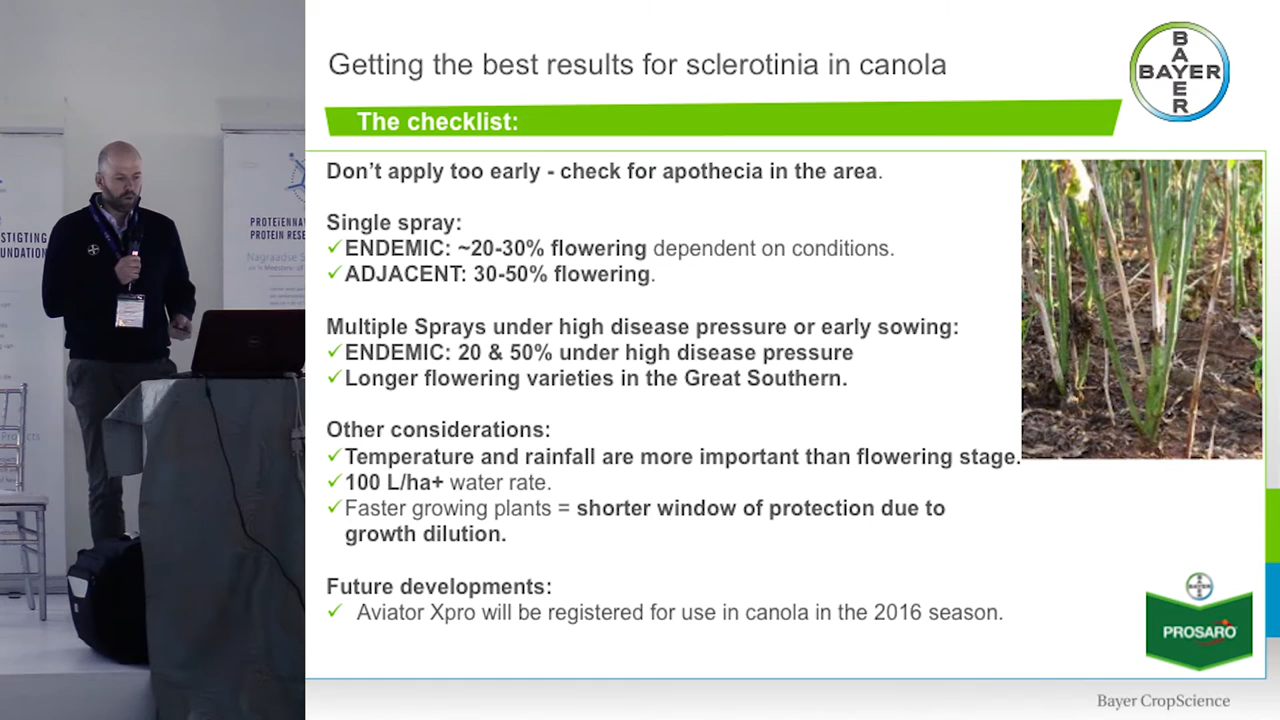 Getting the best results for sclerotinia in canola
BAYER
BAYER
The checklist:
Don't apply too early - check for apothecia in the area.
Single spray:
✓ENDEMIC: ~20-30% flowering dependent on conditions.
✓ADJACENT: 30-50% flowering.
Multiple Sprays under high disease pressure or early sowing:
✓ENDEMIC: 20 & 50% under high disease pressure
✓Longer flowering varieties in the Great Southern.
Other considerations:
✓Temperature and rainfall are more important than flowering stage.
✓100 L/ha+ water rate.
✓Faster growing plants = shorter window of protection due to
growth dilution.
Future developments:
✓ Aviator Xpro will be registered for use in canola in the 2016 season.
PROSARO
Bayer CropScience
STIGTING
OUNDATION
PROTEÏENNAV
PROTEIN RES
Nagraadse S